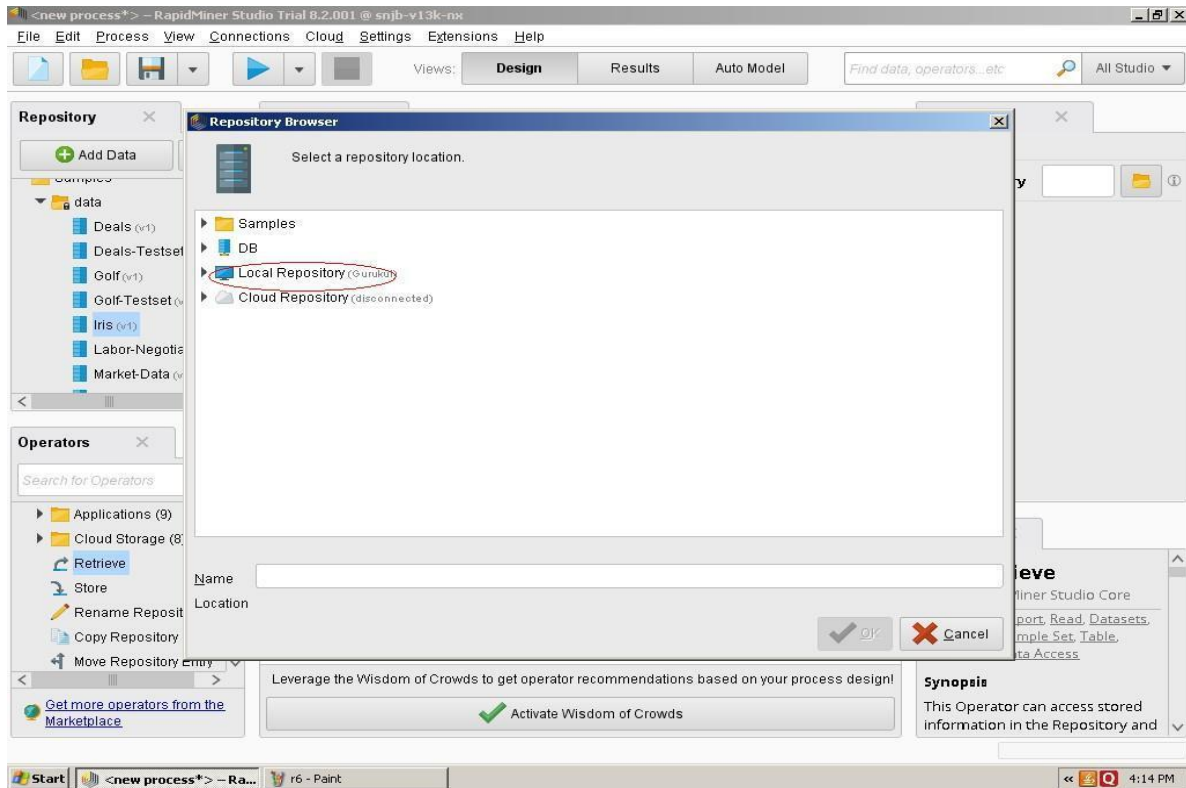 <new process*> – RapidMiner Studio Trial 8.2.001 @ snjb-v13k-nx
File Edit Process View Connections Cloud Settings Extensions Help
Views: Design Results Auto Model Find data, operators...etc All Studio
Repository
Repository Browser
Add Data
Select a repository location.
data
Deals (v1)
Deals-Testset
Golf (v1)
Golf-Testset
Iris (v1)
Labor-Negotia
Market-Data
Samples
DB
Local Repository (Gurukul)
Cloud Repository (disconnected)
Operators
Search for Operators
Applications (9)
Cloud Storage (8)
Retrieve
Store
Rename Reposit
Copy Repository
Move Repository Entry
Get more operators from the
Marketplace
Name
Location
OK Cancel
Leverage the Wisdom of Crowds to get operator recommendations based on your process design!
Activate Wisdom of Crowds
ry
ieve
Miner Studio Core
port, Read, Datasets,
mple Set, Table,
ta Access
Synopsis
This Operator can access stored
information in the Repository and
Start <new process*> – Ra... r6 - Paint « 4:14 PM